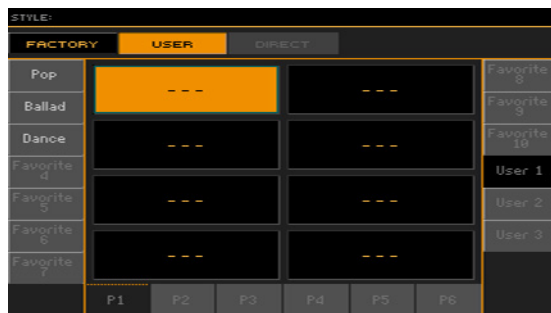 STYLE:
FACTORY USER DIRECT
Pop
Ballad
Dance
Favorite
4
Favorite
5
Favorite
6
Favorite
7
--- ---
--- ---
--- ---
--- ---
Favorite
8
Favorite
9
Favorite
10
User 1
User 2
User 3
P1 P2 P3 P4 P5 P6